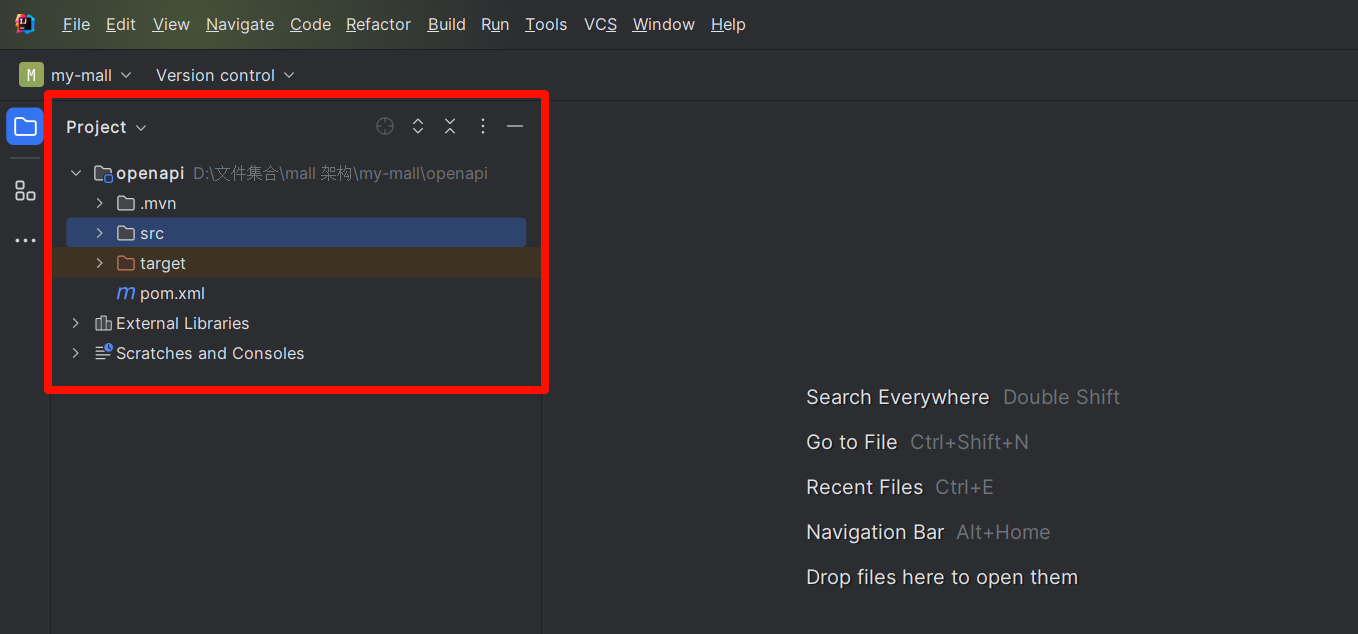 File Edit View Navigate Code Refactor Build Run Tools VCS Window Help
M my-mall Version control
Project
openapi D:\文件集合\mall 架构\my-mall\openapi
.mvn
src
target
m pom.xml
External Libraries
Scratches and Consoles
Search Everywhere Double Shift
Go to File Ctrl+Shift+N
Recent Files Ctrl+E
Navigation Bar Alt+Home
Drop files here to open them